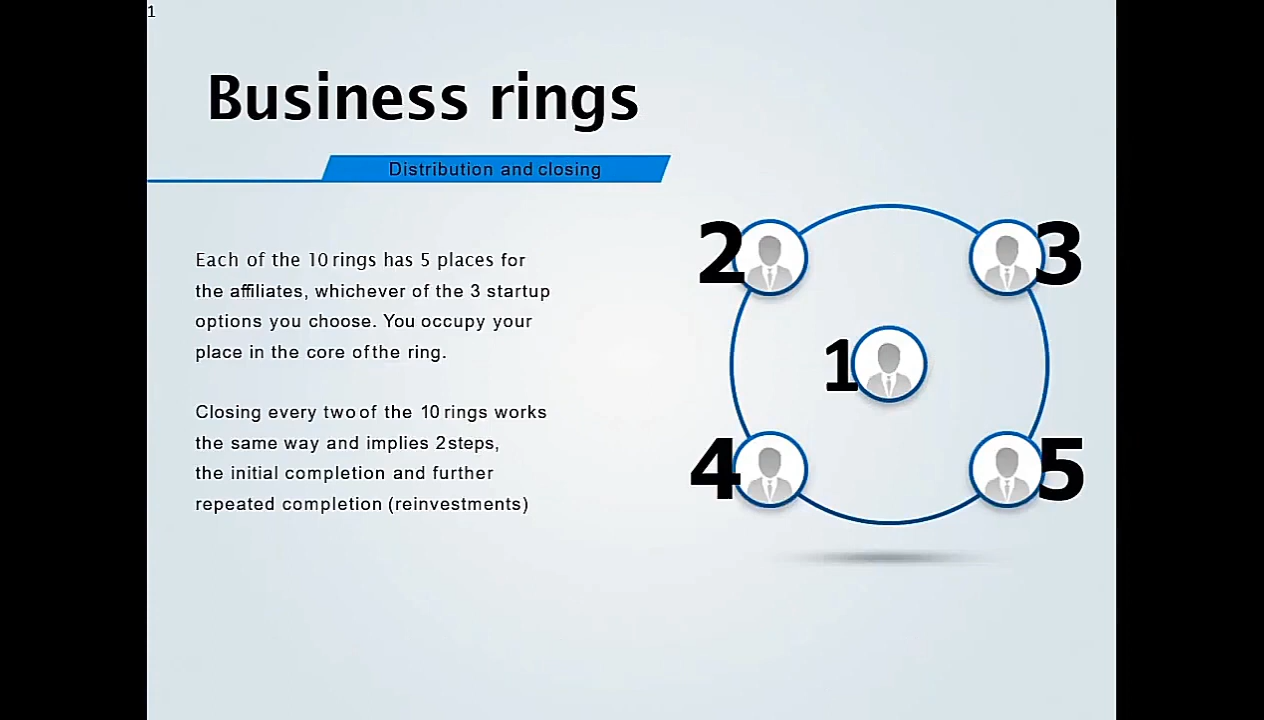 1
Business rings
Distribution and closing
Each of the 10 rings has 5 places for
the affiliates, whichever of the 3 startup
options you choose. You occupy your
place in the core of the ring.
Closing every two of the 10 rings works
the same way and implies 2 steps,
the initial completion and further
repeated completion (reinvestments)
2
3
1
4
5